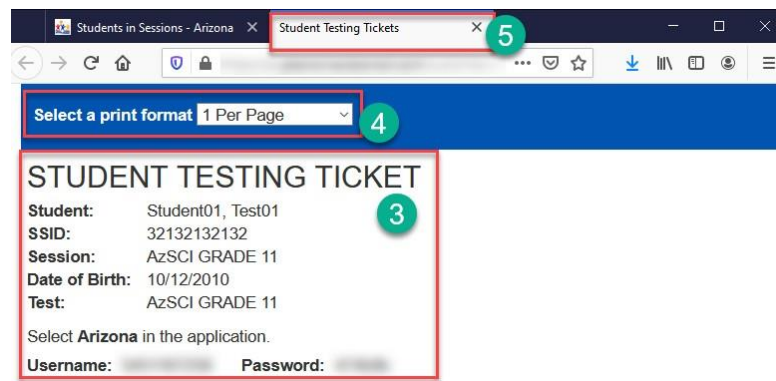 Students in Sessions - Arizona
Student Testing Tickets
5
Select a print format 1 Per Page
4
STUDENT TESTING TICKET
3
Student: Student01, Test01
SSID: 32132132132
Session: AzSCI GRADE 11
Date of Birth: 10/12/2010
Test: AzSCI GRADE 11
Select Arizona in the application.
Username: Password: